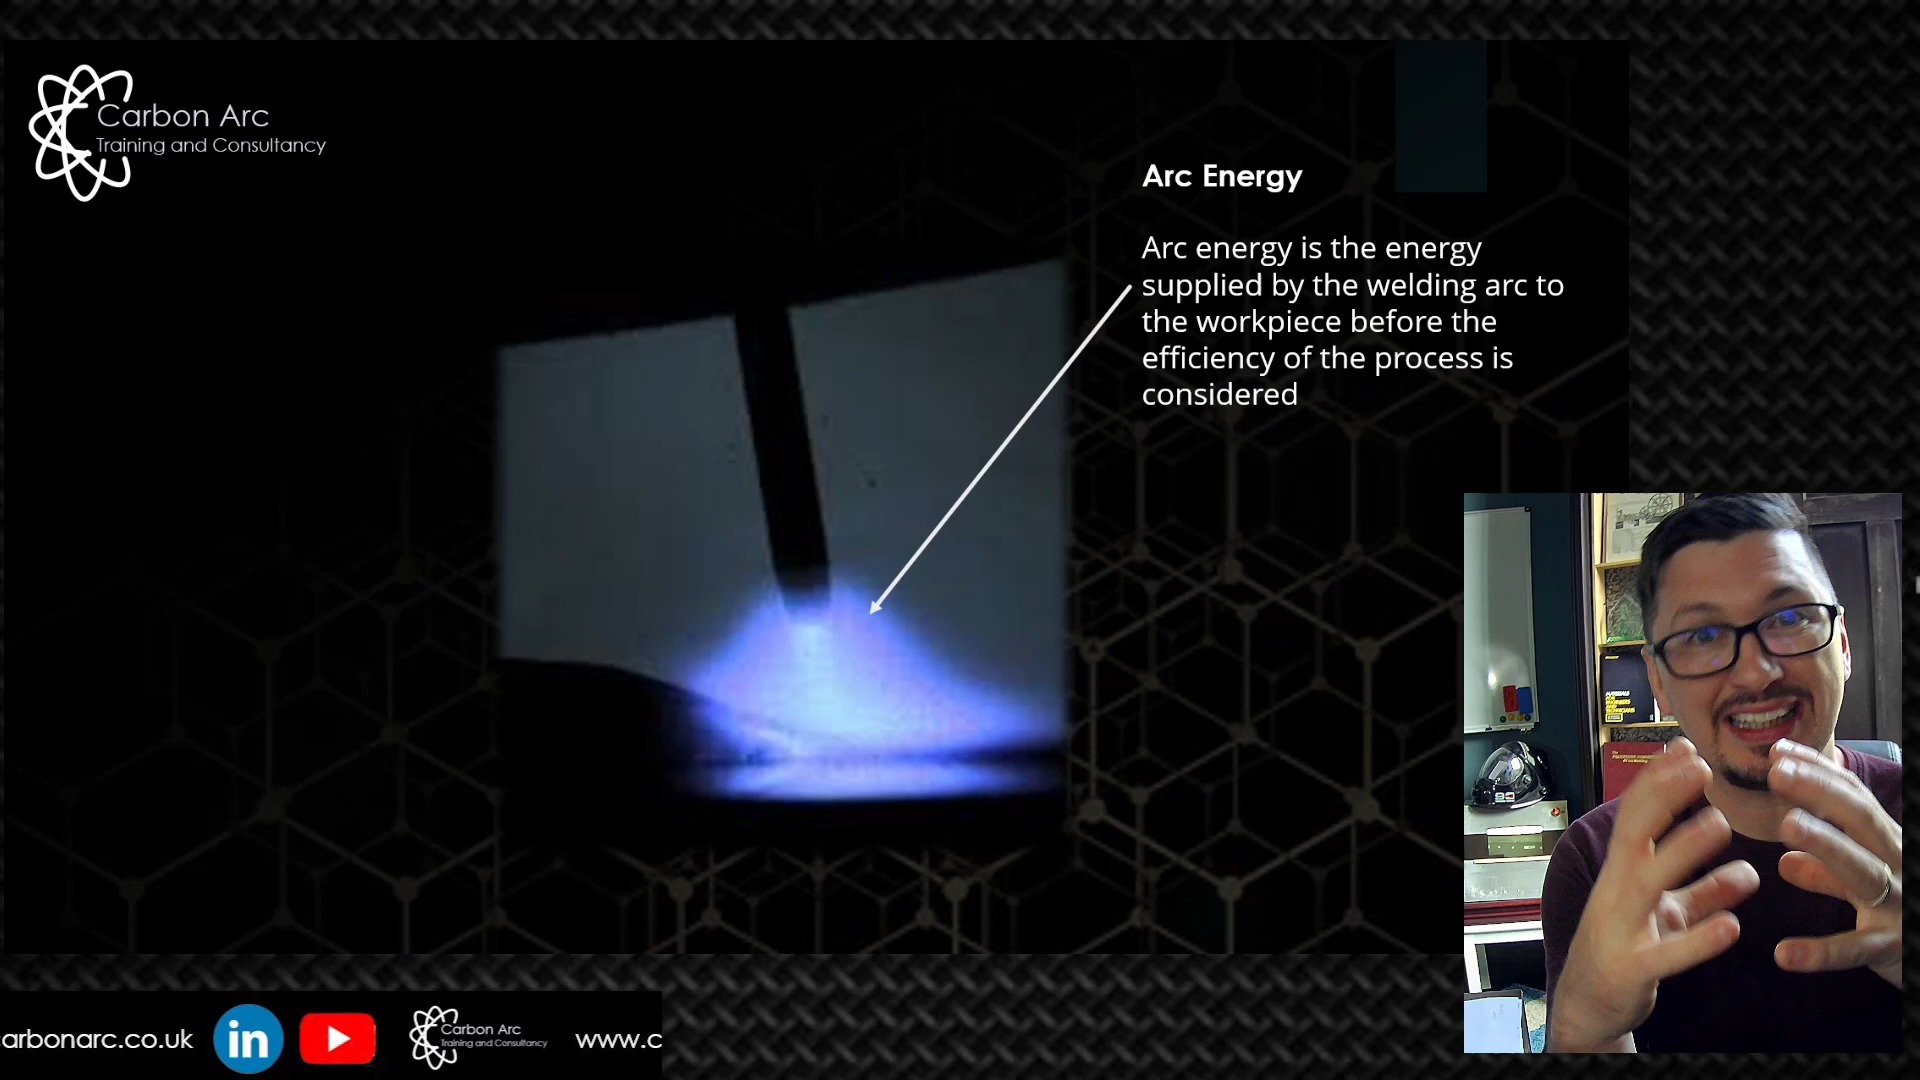 Carbon Arc
Training and Consultancy
Arc Energy
Arc energy is the energy
supplied by the welding arc to
the workpiece before the
efficiency of the process is
considered
arbonarc.co.uk
in
Carbon Arc
Training and Consultancy
www.c